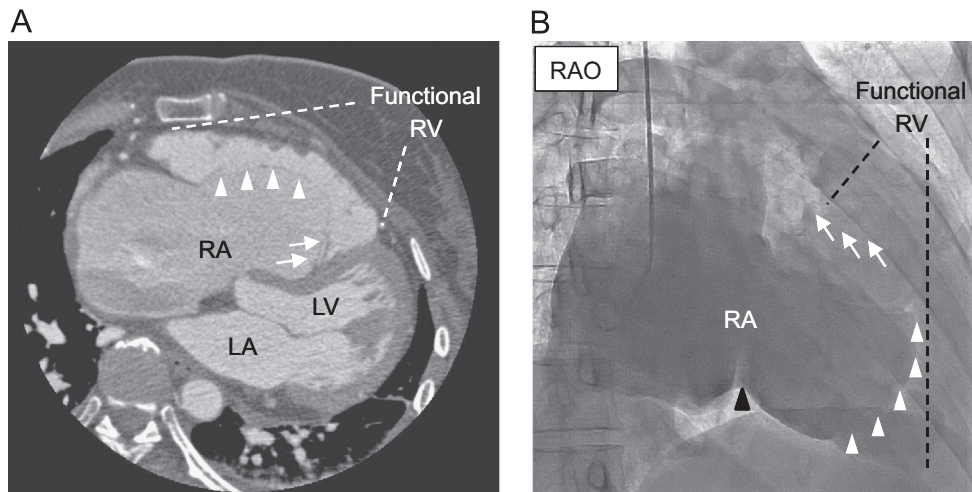 A
Functional
RV
RA
LV
LA
B
RAO
Functional
RV
RA